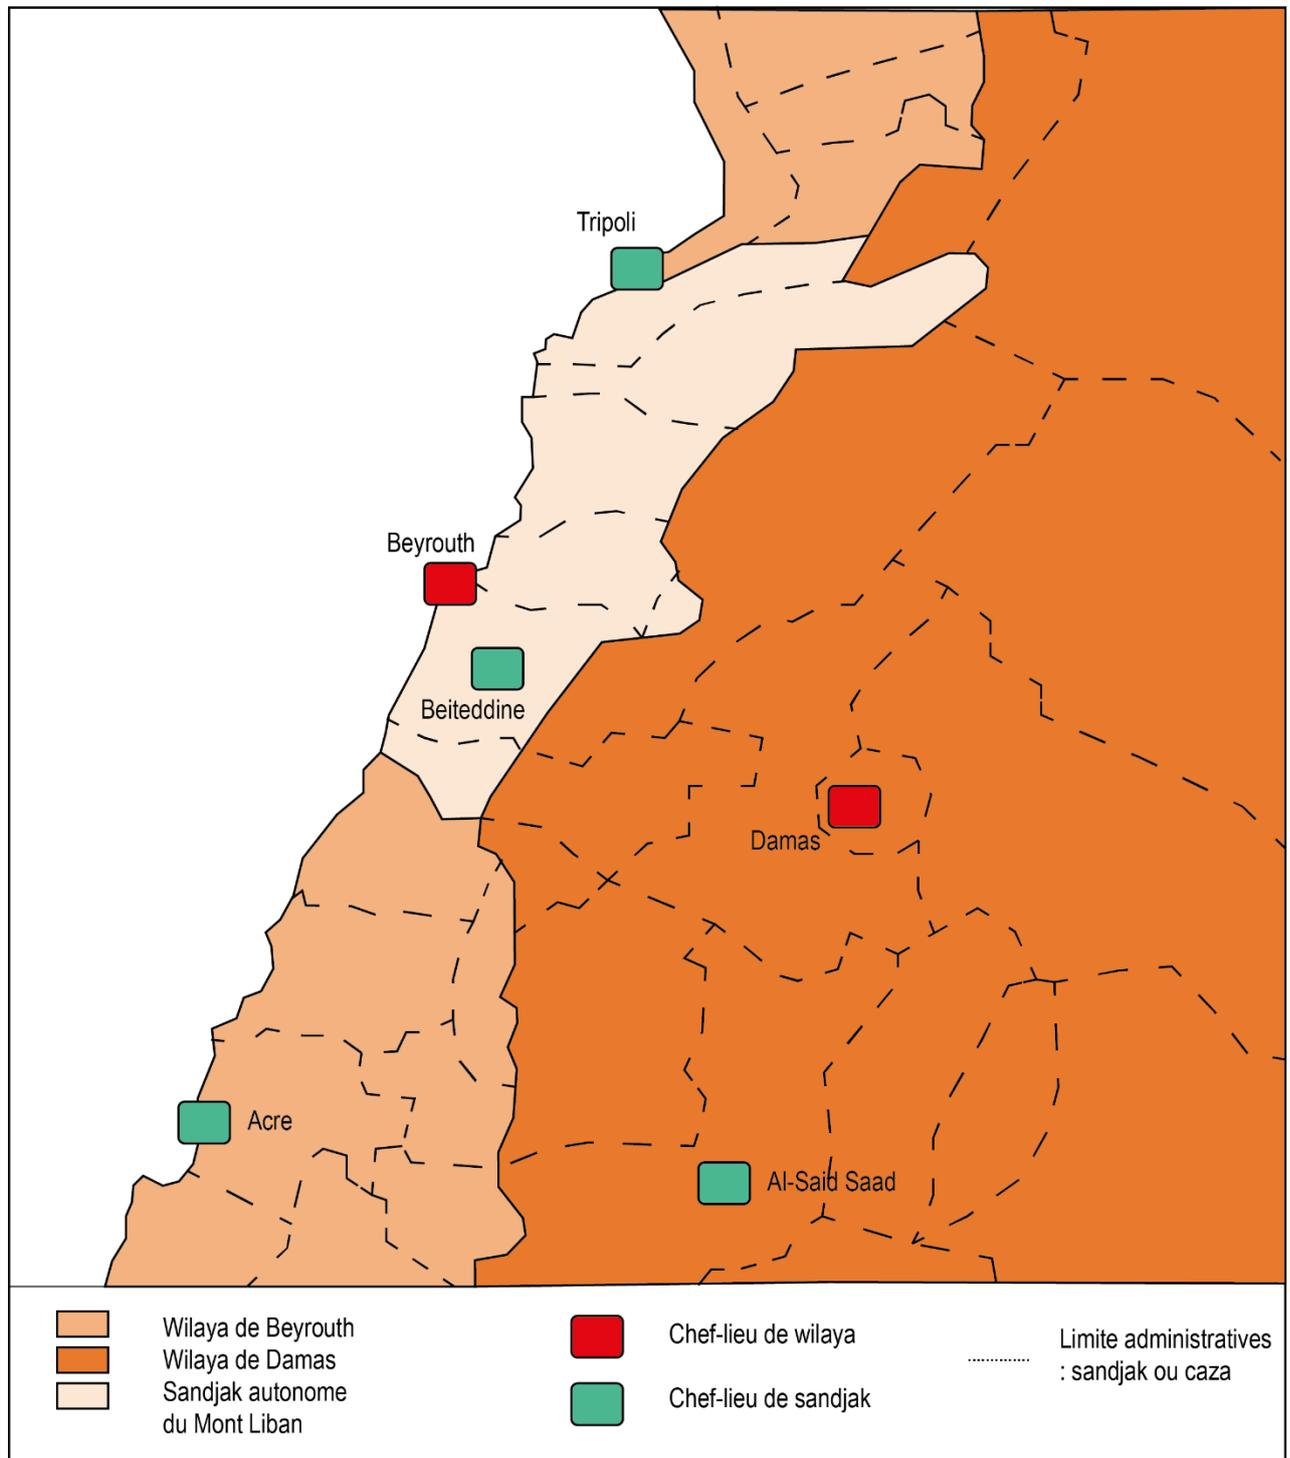 Tripoli
Beyrouth
Beiteddine
Damas
Acre
Al-Said Saad
Wilaya de Beyrouth
Wilaya de Damas
Sandjak autonome
du Mont Liban
Chef-lieu de wilaya
Chef-lieu de sandjak
Limite administratives
: sandjak ou caza